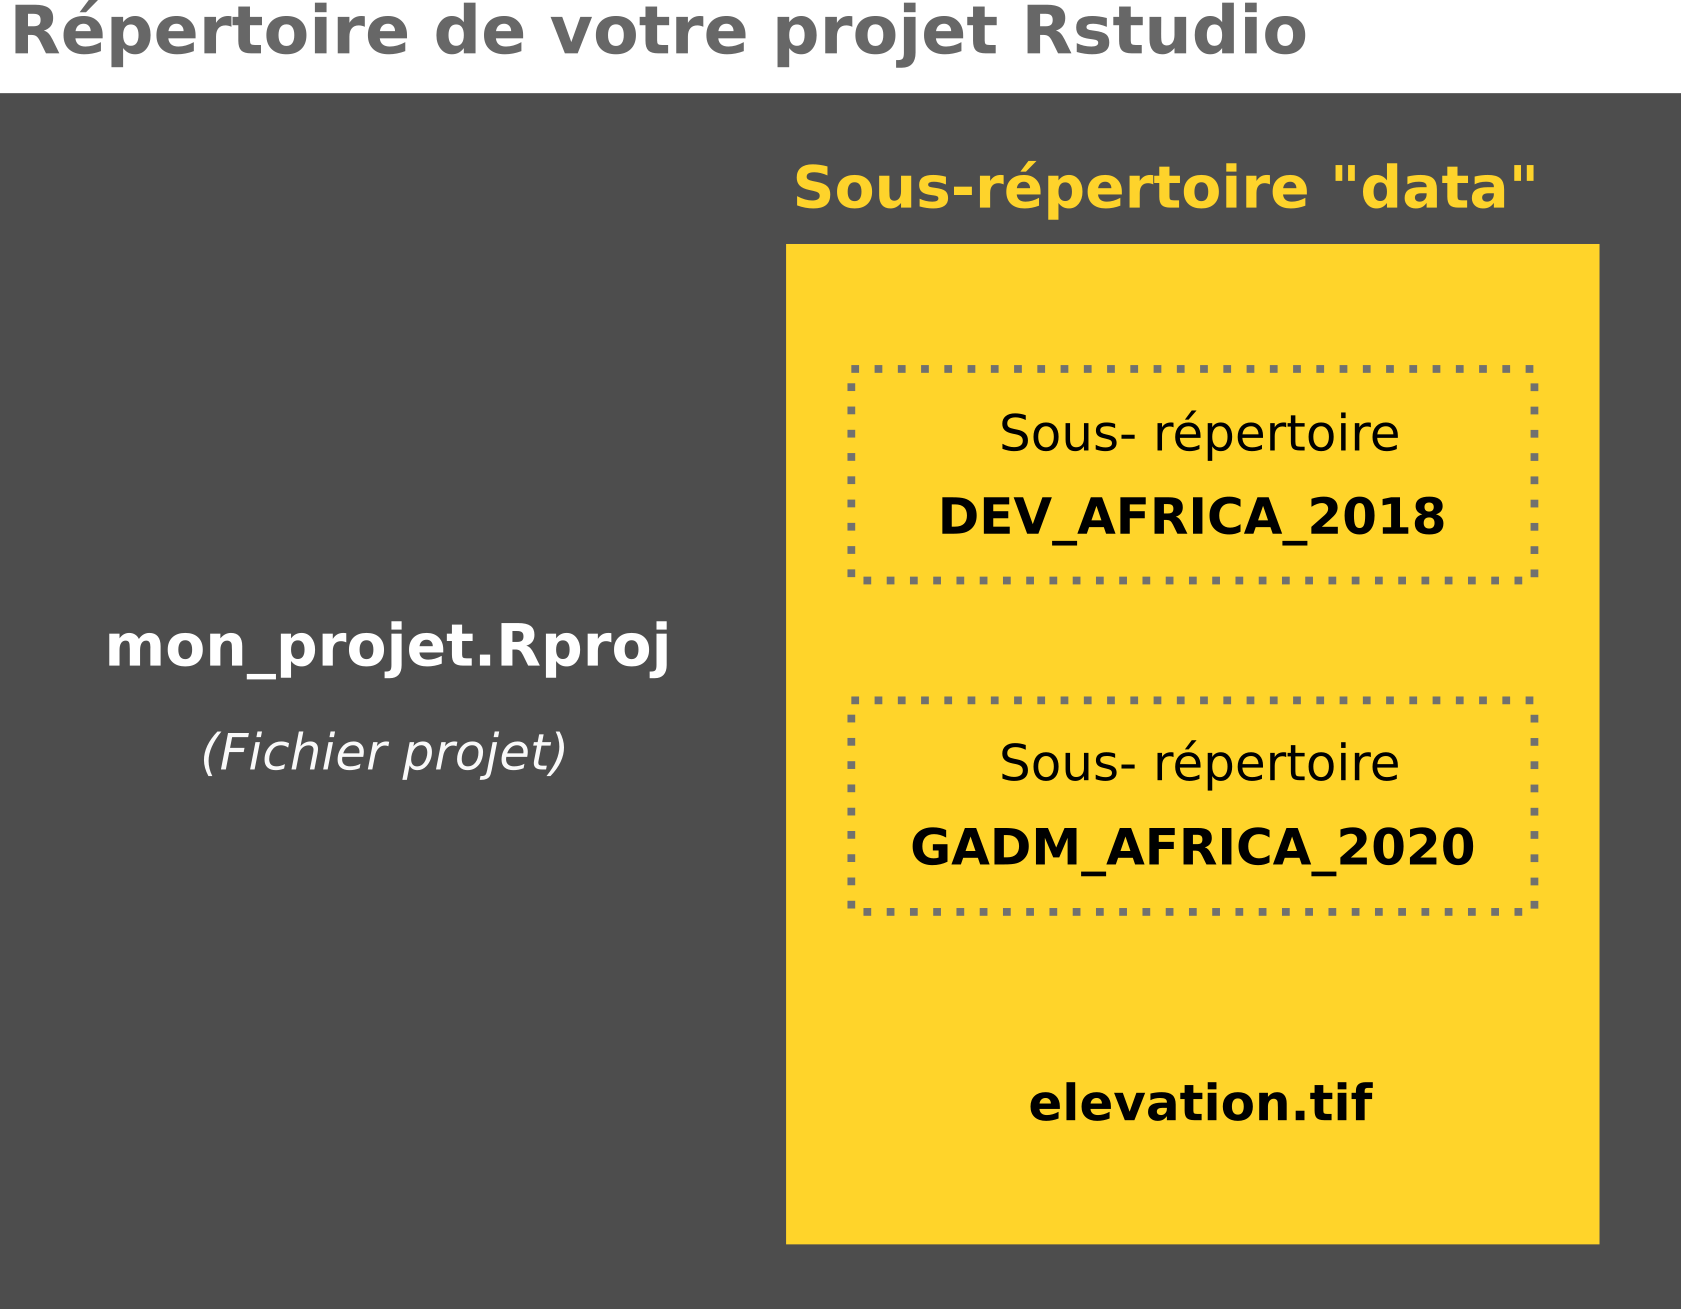 Répertoire de votre projet Rstudio
Sous-répertoire "data"
Sous- répertoire
DEV_AFRICA_2018
mon_projet.Rproj
(Fichier projet)
Sous- répertoire
GADM_AFRICA_2020
elevation.tif